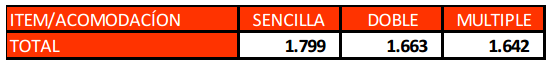 ITEM/ACOMODACÍON SENCILLA DOBLE MULTIPLE
TOTAL 1.799 1.663 1.642